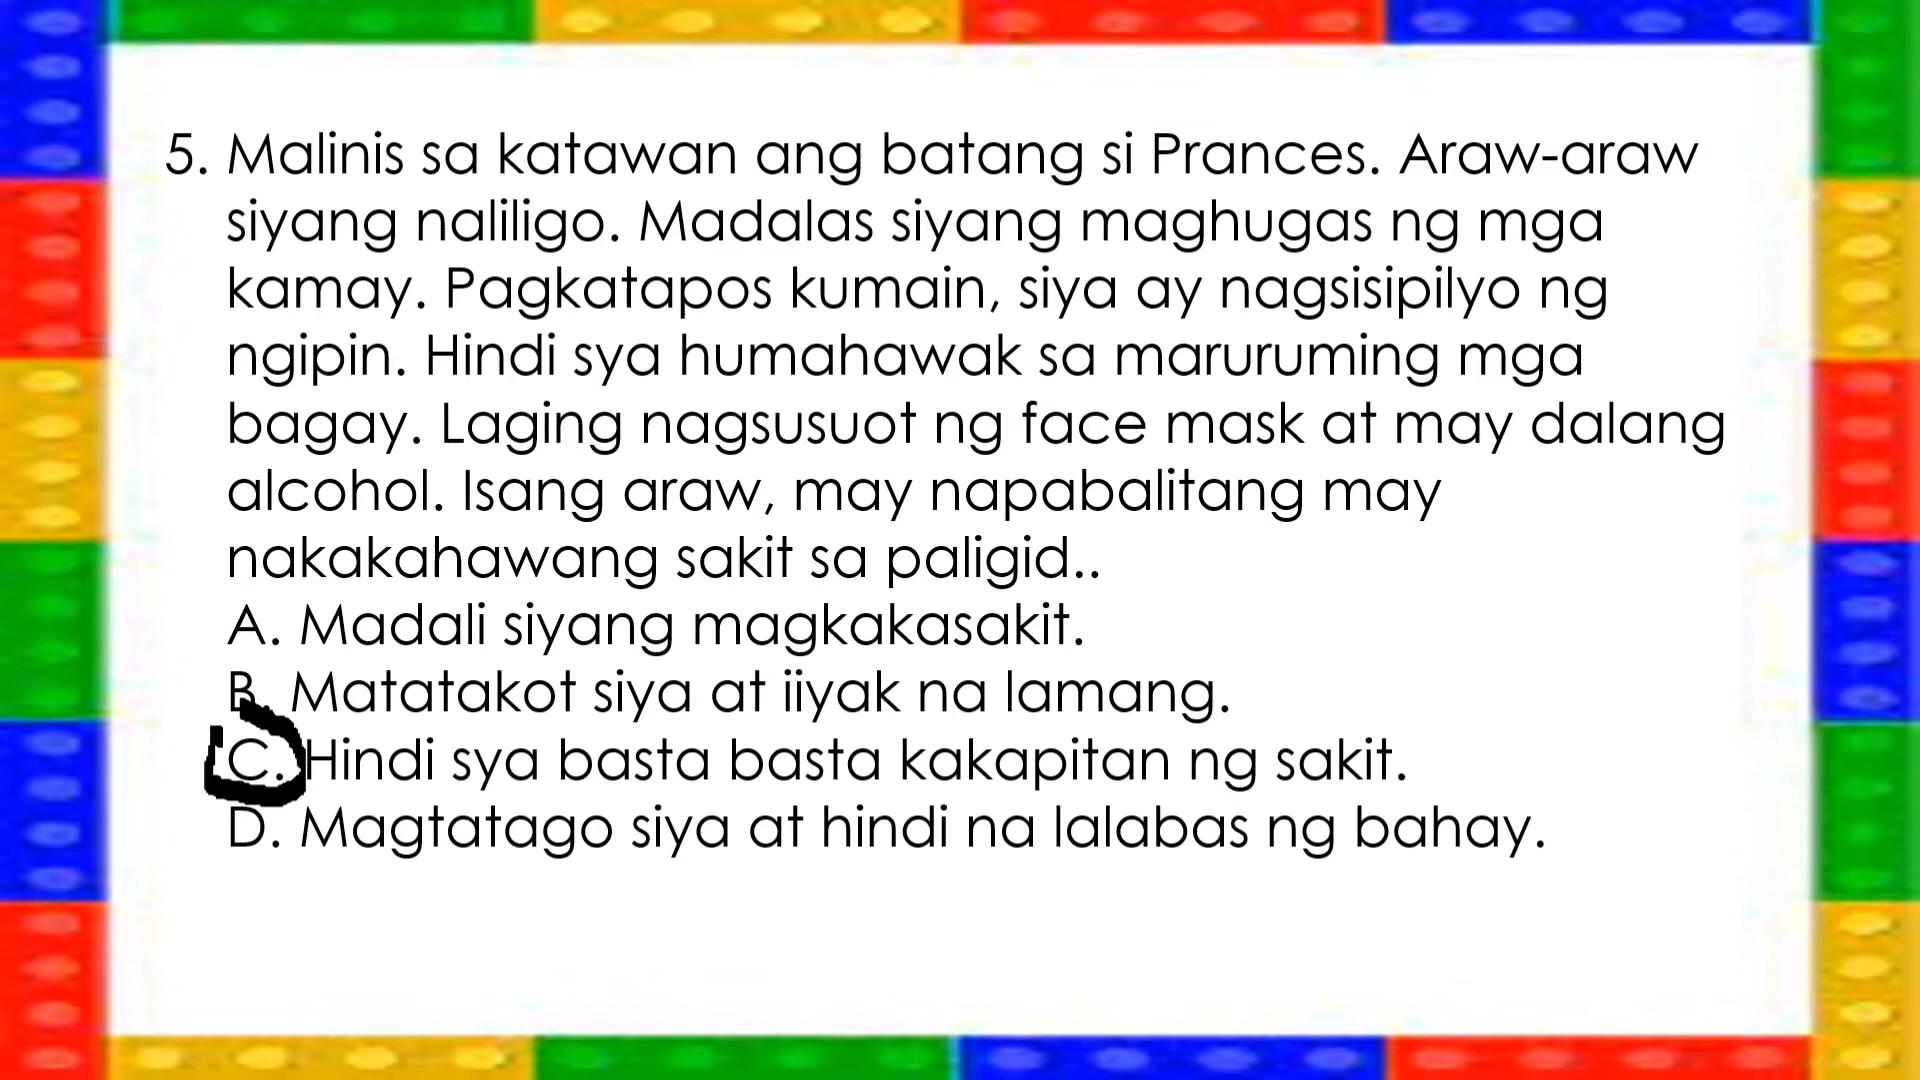 5. Malinis sa katawan ang batang si Prances. Araw-araw
siyang naliligo. Madalas siyang maghugas ng mga
kamay. Pagkatapos kumain, siya ay nagsisipilyo ng
ngipin. Hindi sya humahawak sa maruruming mga
bagay. Laging nagsusuot ng face mask at may dalang
alcohol. Isang araw, may napabalitang may
nakakahawang sakit sa paligid..
A. Madali siyang magkakasakit.
B. Matatakot siya at iiyak na lamang.
C. Hindi sya basta basta kakapitan ng sakit.
D. Magtatago siya at hindi na lalabas ng bahay.